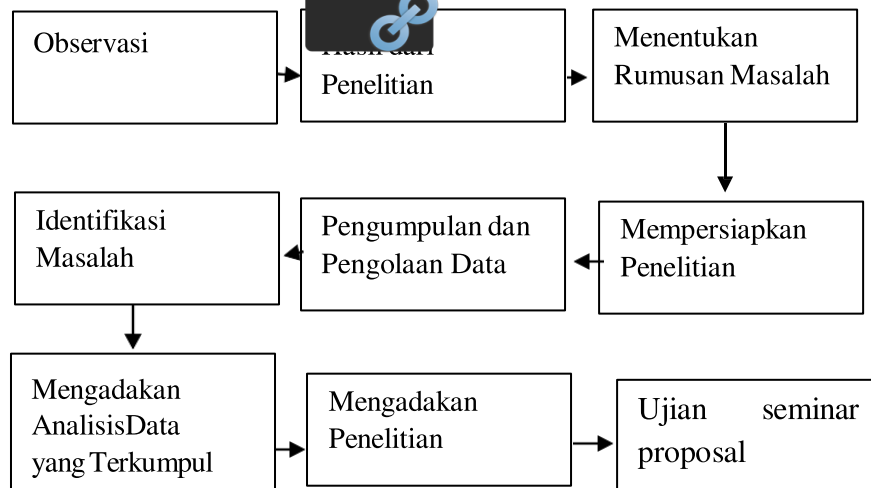 Observasi
dari
Penelitian
Menentukan
Rumusan Masalah
Mempersiapkan
Penelitian
Pengumpulan dan
Pengolaan Data
Identifikasi
Masalah
Mengadakan
AnalisisData
yang Terkumpul
Mengadakan
Penelitian
Ujian seminar
proposal